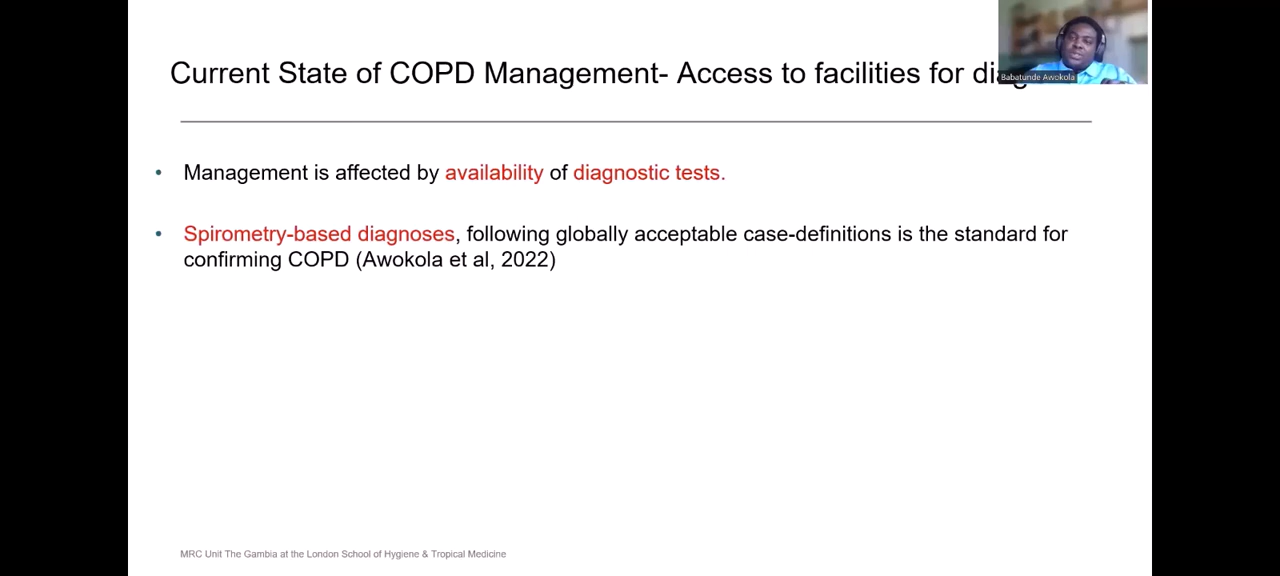 Current State of COPD Management- Access to facilities for
Babatunde Awokola
• Management is affected by availability of diagnostic tests.
• Spirometry-based diagnoses, following globally acceptable case-definitions is the standard for
confirming COPD (Awokola et al, 2022)
MRC Unit The Gambia at the London School of Hygiene & Tropical Medicine